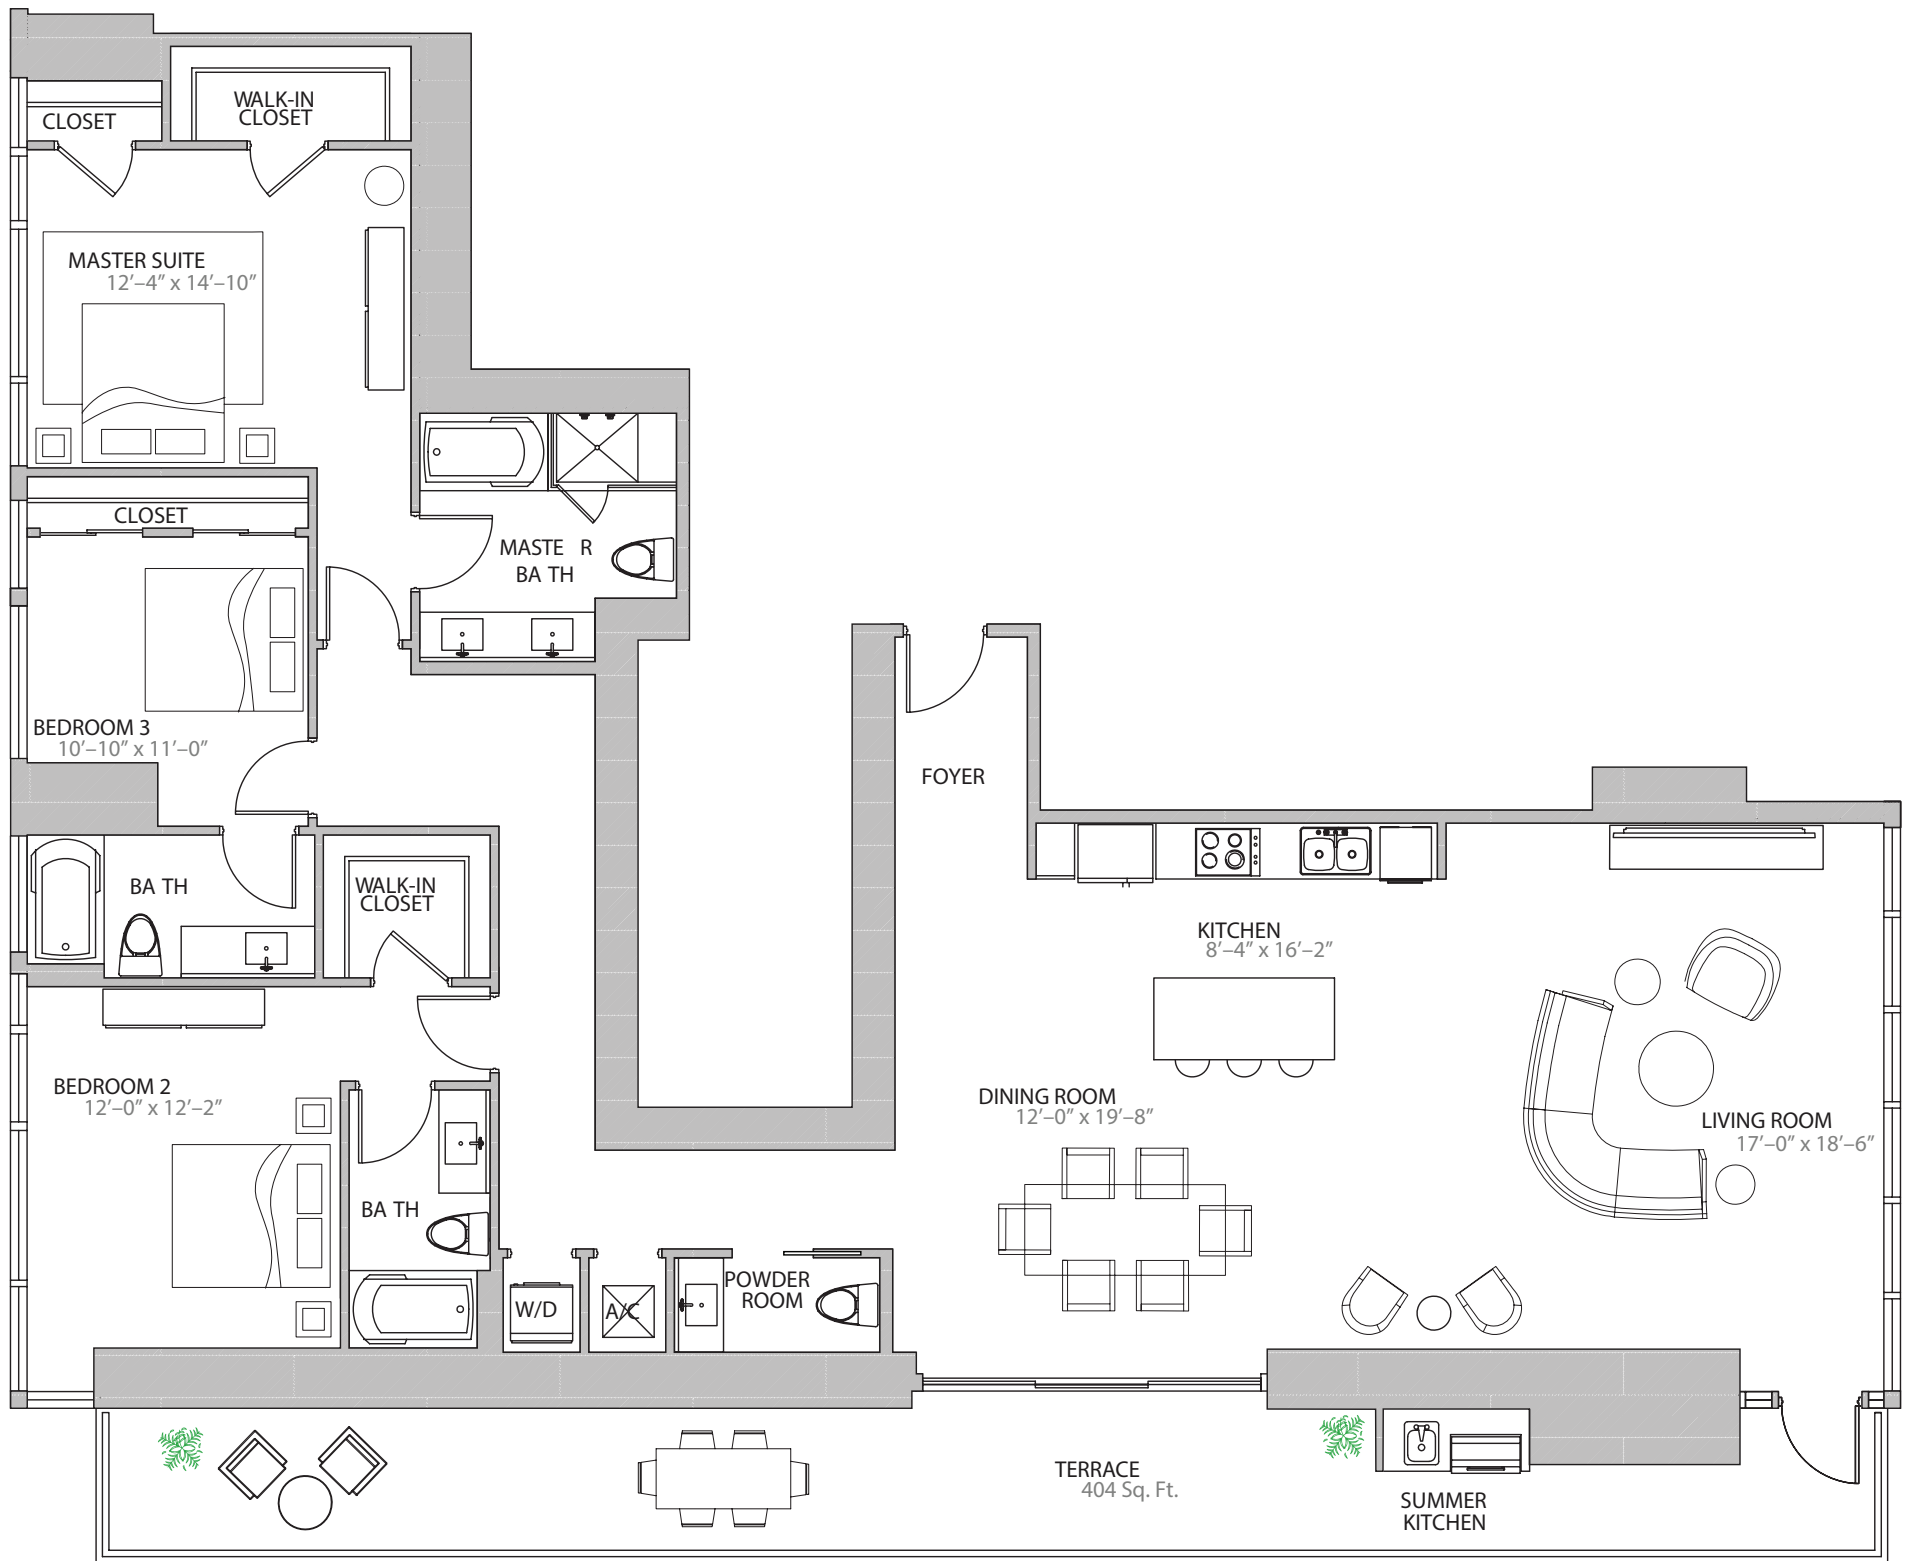 WALK-IN
CLOSET
CLOSET
MASTER SUITE
12’–4” x 14’–10”
CLOSET
MASTE R
BA TH
BEDROOM 3
10’–10” x 11’–0”
FOYER
BA TH
WALK-IN
CLOSET
KITCHEN
8’–4” x 16’–2”
BEDROOM 2
12’–0” x 12’–2”
DINING ROOM
12’–0” x 19’–8”
LIVING ROOM
17’–0” x 18’–6”
BA TH
W/D
A/C
POWDER
ROOM
TERRACE
404 Sq. Ft.
SUMMER
KITCHEN